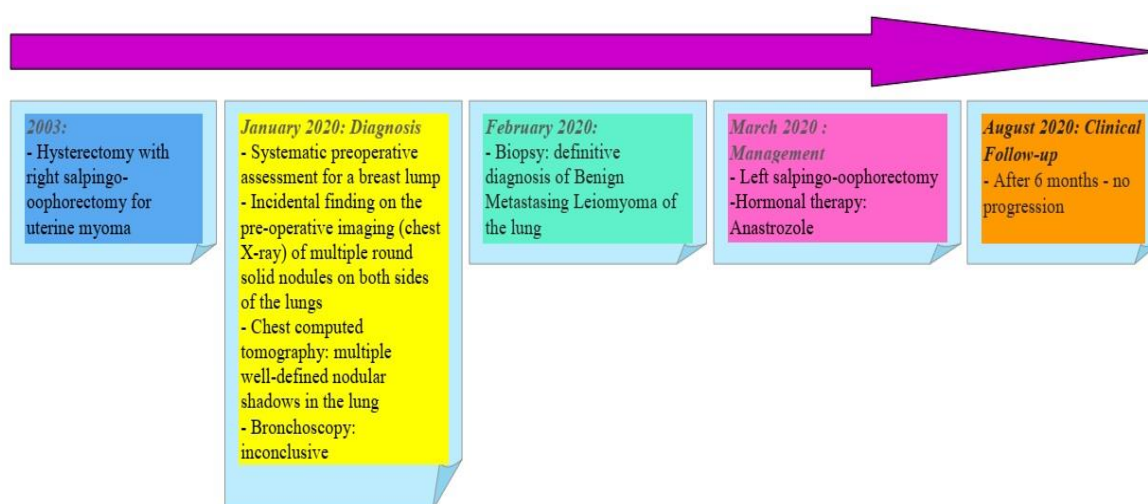 2003:
- Hysterectomy with
right salpingo-
oophorectomy for
uterine myoma
January 2020: Diagnosis
- Systematic preoperative
assessment for a breast lump
- Incidental finding on the
pre-operative imaging (chest
X-ray) of multiple round
solid nodules on both sides
of the lungs
- Chest computed
tomography: multiple
well-defined nodular
shadows in the lung
- Bronchoscopy:
inconclusive
February 2020:
- Biopsy: definitive
diagnosis of Benign
Metastasing Leiomyoma of
the lung
March 2020 :
Management
- Left salpingo-oophorectomy
-Hormonal therapy:
Anastrozole
August 2020: Clinical
Follow-up
- After 6 months - no
progression